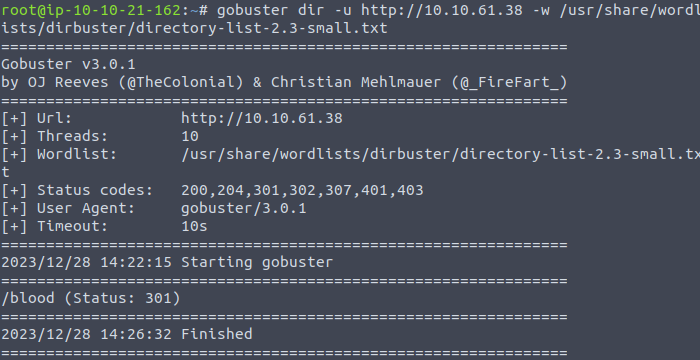 root@ip-10-10-21-162:~# gobuster dir -u http://10.10.61.38 -w /usr/share/wordl
ists/dirbuster/directory-list-2.3-small.txt
===============================================================
Gobuster v3.0.1
by OJ Reeves (@TheColonial) & Christian Mehlmauer (@_FireFart_)
===============================================================
[+] Url:            http://10.10.61.38
[+] Threads:        10
[+] Wordlist:       /usr/share/wordlists/dirbuster/directory-list-2.3-small.tx
t
[+] Status codes:   200,204,301,302,307,401,403
[+] User Agent:     gobuster/3.0.1
[+] Timeout:        10s
===============================================================
2023/12/28 14:22:15 Starting gobuster
===============================================================
/blood (Status: 301)
===============================================================
2023/12/28 14:26:32 Finished
===============================================================